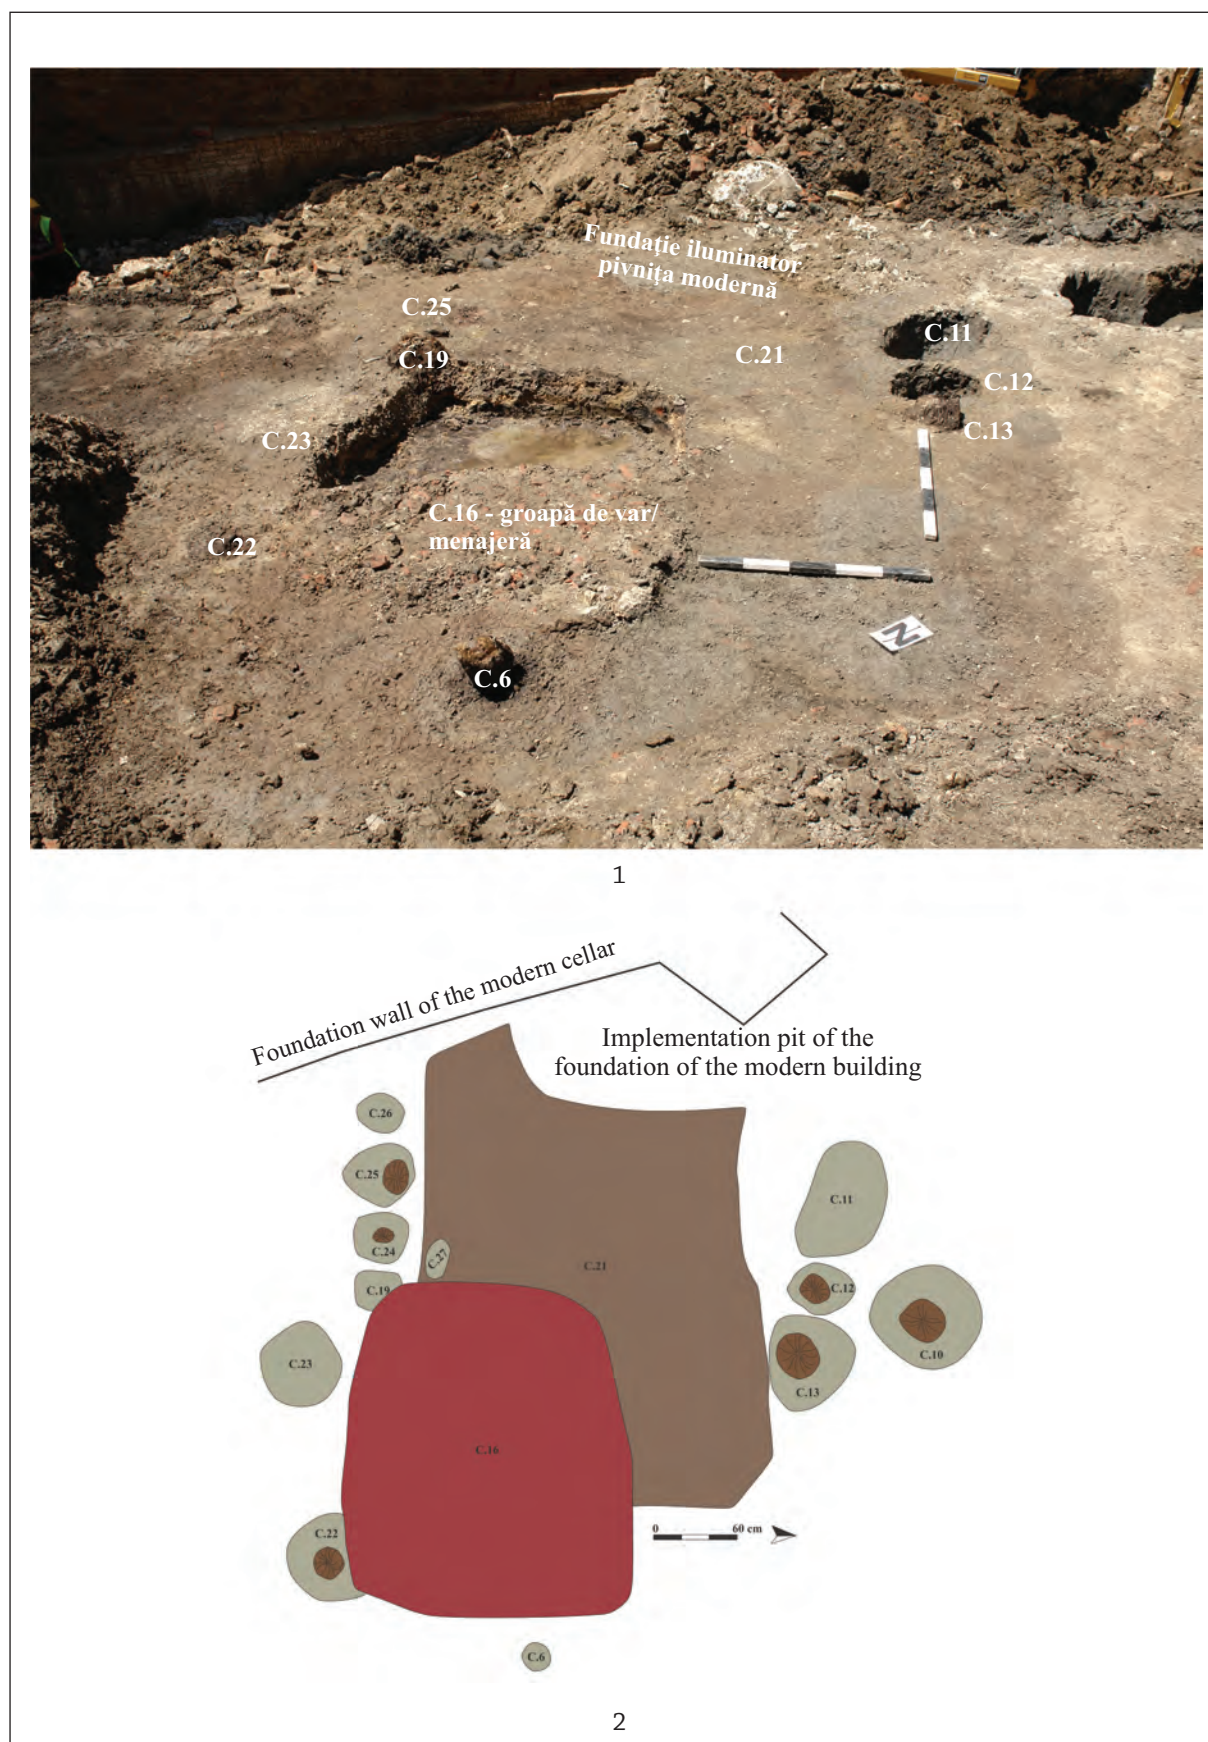 Fundaţie iluminator
pivniţa modernă
C.25
C.11
C.19
C.21
C.12
C.13
C.23
C.16 - groapă de var/
menajeră
C.22
N
C.6
1
Foundation wall of the modern cellar
Implementation pit of the
foundation of the modern building
C.26
C.25
C.11
C.24
C.27
C.21
C.19
C.12
C.10
C.23
C.13
C.16
0 60 cm
C.22
C.6
2